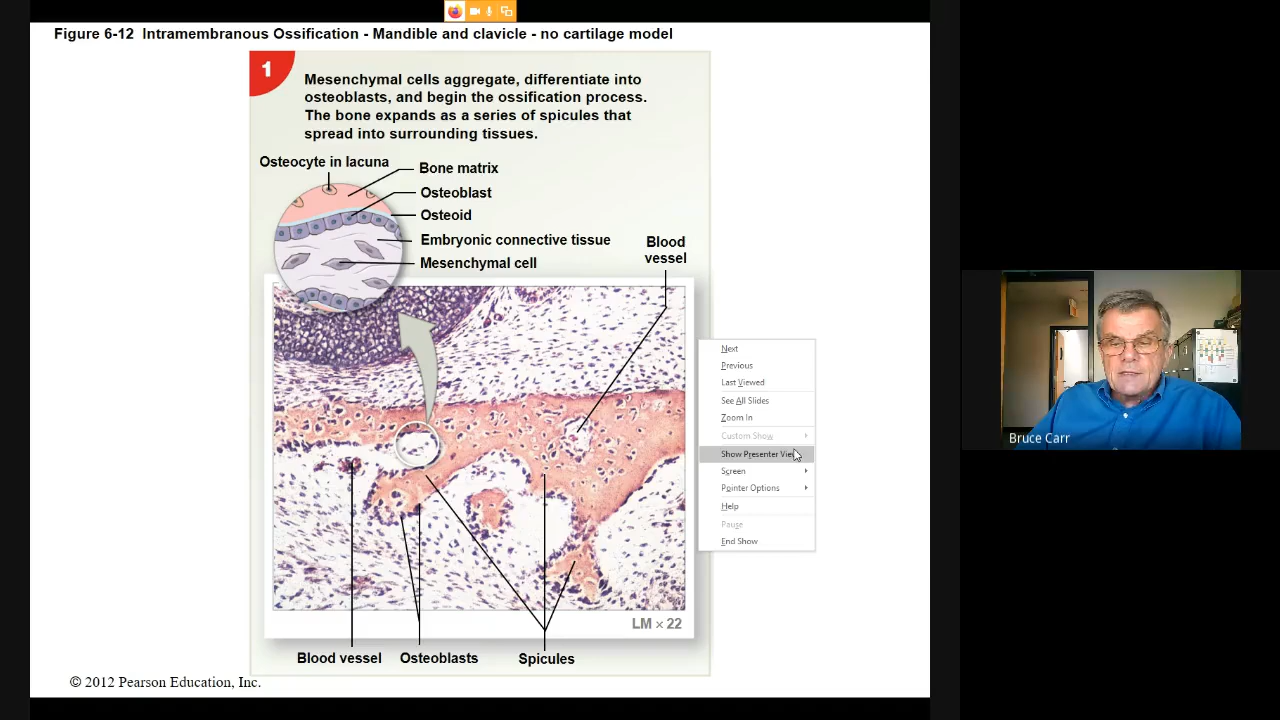 Figure 6-12 Intramembranous Ossification - Mandible and clavicle - no cartilage model
1
Mesenchymal cells aggregate, differentiate into
osteoblasts, and begin the ossification process.
The bone expands as a series of spicules that
spread into surrounding tissues.
Osteocyte in lacuna
Bone matrix
Osteoblast
Osteoid
Embryonic connective tissue
Mesenchymal cell
Blood
vessel
Next
Previous
Last Viewed
See All Slides
Zoom In
Custom Show
Show Presenter View
Screen
Pointer Options
Help
Pause
End Show
Bruce Carr
LM × 22
Blood vessel
Osteoblasts
Spicules
© 2012 Pearson Education, Inc.